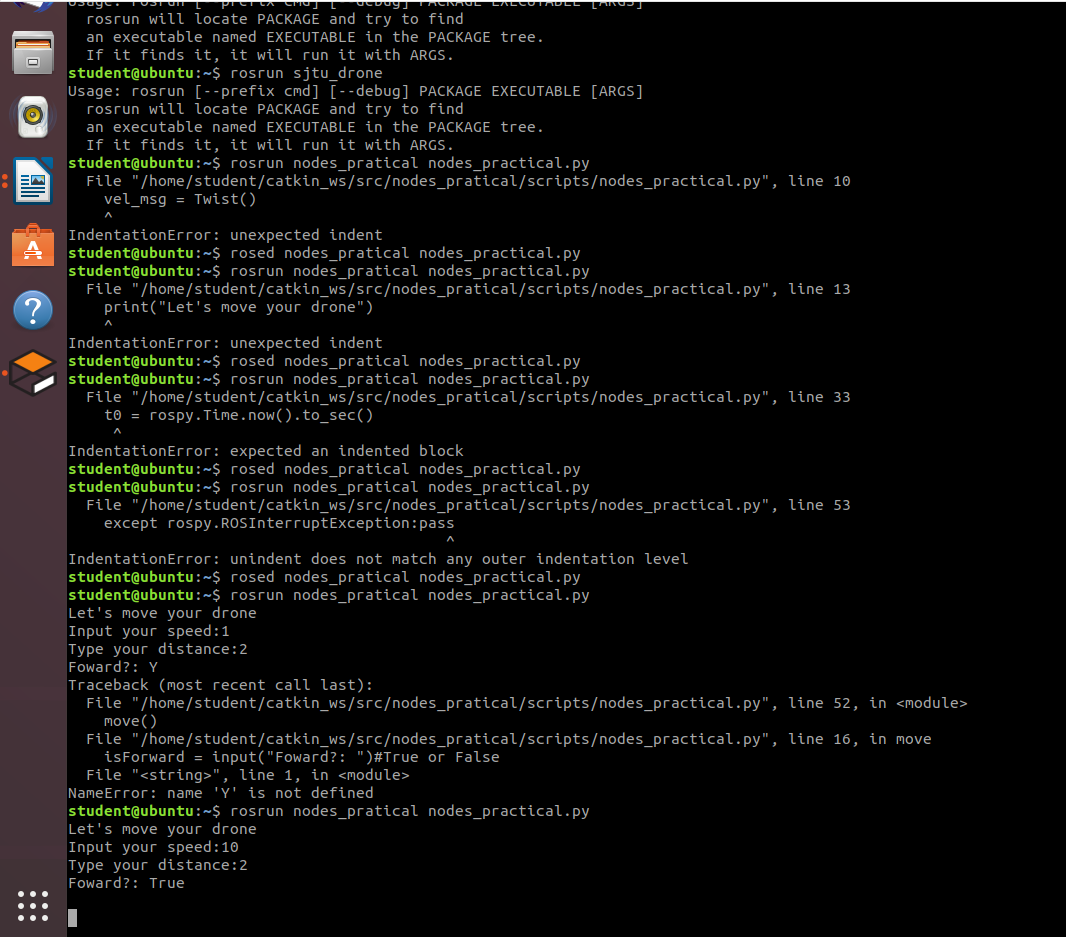 Usage: rosrun [--prefix cmd] [--debug] PACKAGE EXECUTABLE [ARGS]
  rosrun will locate PACKAGE and try to find
  an executable named EXECUTABLE in the PACKAGE tree.
  If it finds it, it will run it with ARGS.
student@ubuntu:~$ rosrun sjtu_drone
Usage: rosrun [--prefix cmd] [--debug] PACKAGE EXECUTABLE [ARGS]
  rosrun will locate PACKAGE and try to find
  an executable named EXECUTABLE in the PACKAGE tree.
  If it finds it, it will run it with ARGS.
student@ubuntu:~$ rosrun nodes_pratical nodes_practical.py
  File "/home/student/catkin_ws/src/nodes_pratical/scripts/nodes_practical.py", line 10
    vel_msg = Twist()
    ^
IndentationError: unexpected indent
student@ubuntu:~$ rosed nodes_pratical nodes_practical.py
student@ubuntu:~$ rosrun nodes_pratical nodes_practical.py
  File "/home/student/catkin_ws/src/nodes_pratical/scripts/nodes_practical.py", line 13
    print("Let's move your drone")
    ^
IndentationError: unexpected indent
student@ubuntu:~$ rosed nodes_pratical nodes_practical.py
student@ubuntu:~$ rosrun nodes_pratical nodes_practical.py
  File "/home/student/catkin_ws/src/nodes_pratical/scripts/nodes_practical.py", line 33
    t0 = rospy.Time.now().to_sec()
     ^
IndentationError: expected an indented block
student@ubuntu:~$ rosed nodes_pratical nodes_practical.py
student@ubuntu:~$ rosrun nodes_pratical nodes_practical.py
  File "/home/student/catkin_ws/src/nodes_pratical/scripts/nodes_practical.py", line 53
    except rospy.ROSInterruptException:pass
                                          ^
IndentationError: unindent does not match any outer indentation level
student@ubuntu:~$ rosed nodes_pratical nodes_practical.py
student@ubuntu:~$ rosrun nodes_pratical nodes_practical.py
Let's move your drone
Input your speed:1
Type your distance:2
Foward?: Y
Traceback (most recent call last):
  File "/home/student/catkin_ws/src/nodes_pratical/scripts/nodes_practical.py", line 52, in <module>
    move()
  File "/home/student/catkin_ws/src/nodes_pratical/scripts/nodes_practical.py", line 16, in move
    isForward = input("Foward?: ")#True or False
  File "<string>", line 1, in <module>
NameError: name 'Y' is not defined
student@ubuntu:~$ rosrun nodes_pratical nodes_practical.py
Let's move your drone
Input your speed:10
Type your distance:2
Foward?: True